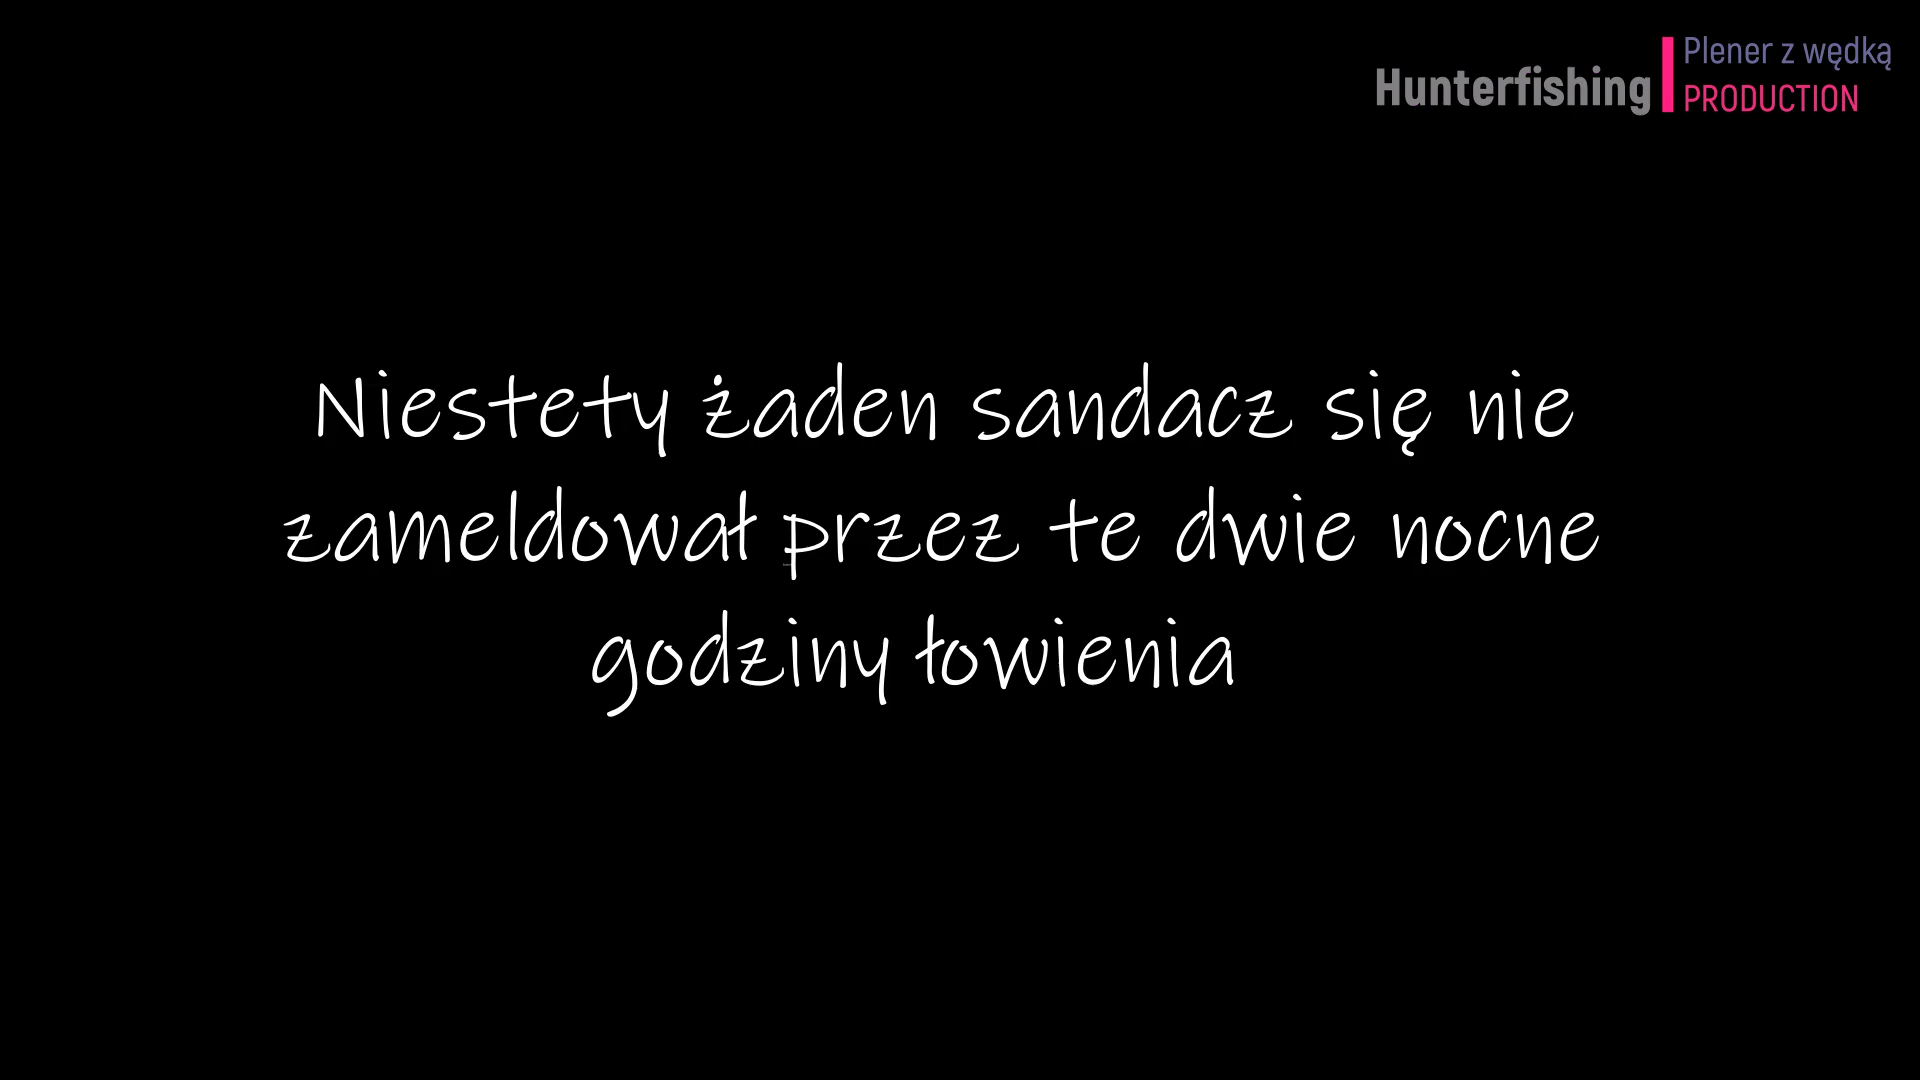 Hunterfishing
Plener z wędką
PRODUCTION
Niestety żaden sandacz się nie
zameldował przez te dwie nocne
godziny łowienia